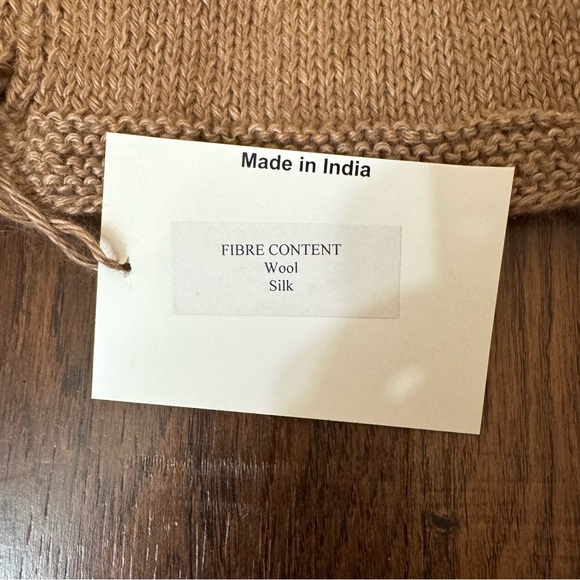 Made in India
FIBRE CONTENT
Wool
Silk